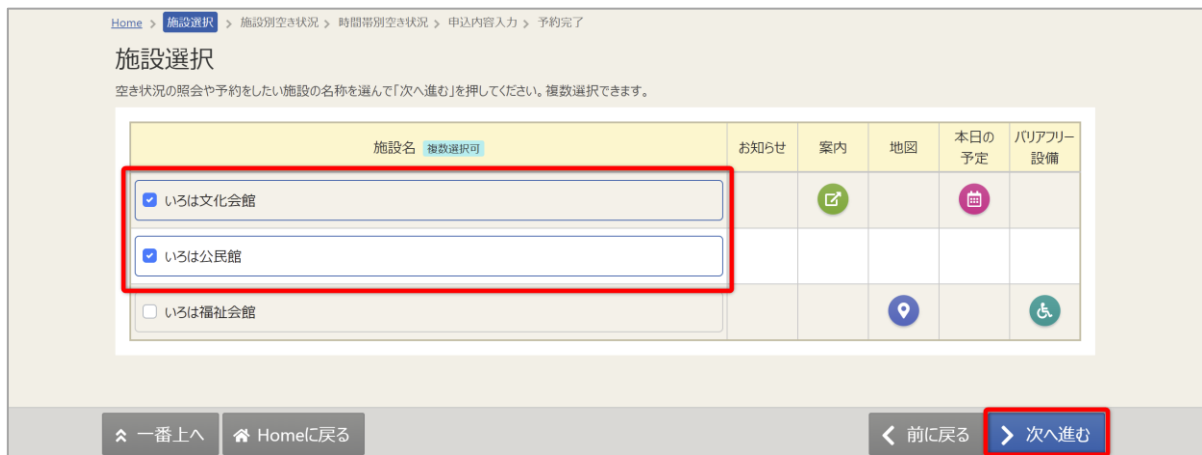 Home > 施設選択 > 施設別空き状況 > 時間帯別空き状況 > 申込内容入力 > 予約完了
施設選択
空き状況の照会や予約をしたい施設の名称を選んで「次へ進む」を押してください。複数選択できます。
施設名 複数選択可 お知らせ 案内 地図 本日の予定 バリアフリー設備
いろは文化会館
いろは公民館
いろは福祉会館
一番上へ Homeに戻る 前に戻る 次へ進む